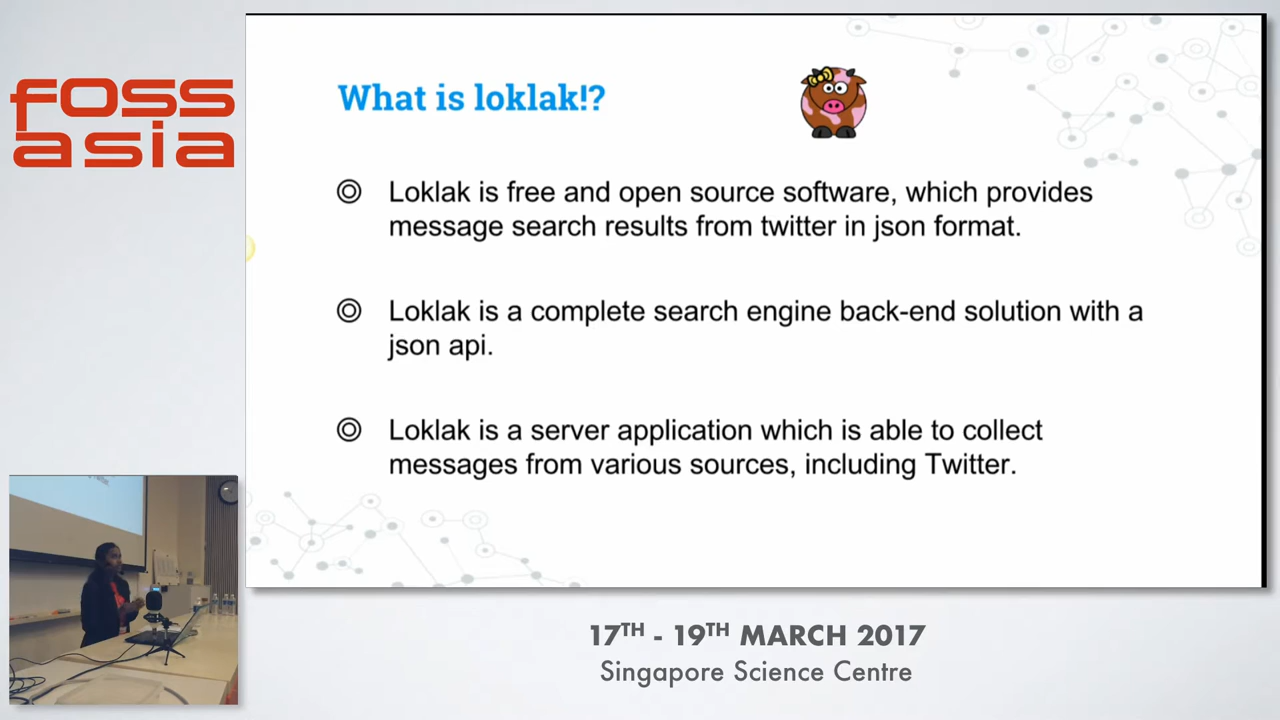 foss
asia
What is loklak!?
Loklak is free and open source software, which provides
message search results from twitter in json format.
Loklak is a complete search engine back-end solution with a
json api.
Loklak is a server application which is able to collect
messages from various sources, including Twitter.
17TH - 19TH MARCH 2017
Singapore Science Centre